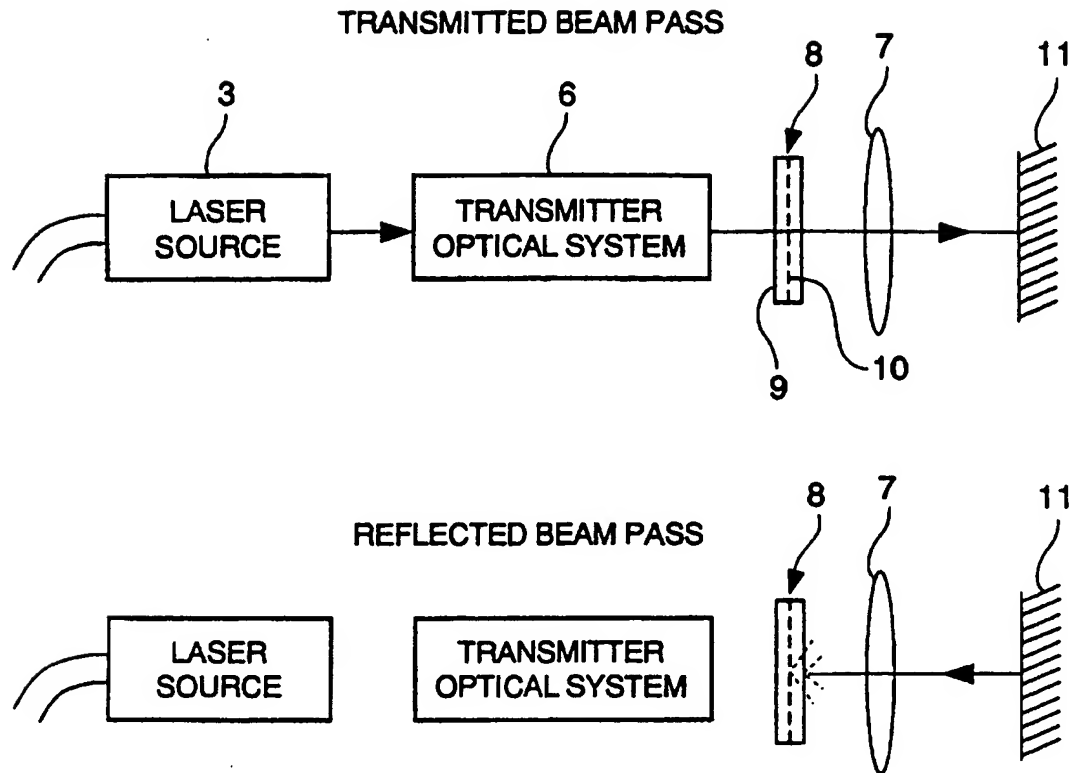 TRANSMITTED BEAM PASS
3
6
8
7
11
LASER
SOURCE
TRANSMITTER
OPTICAL SYSTEM
9
10
REFLECTED BEAM PASS
8
7
11
LASER
SOURCE
TRANSMITTER
OPTICAL SYSTEM